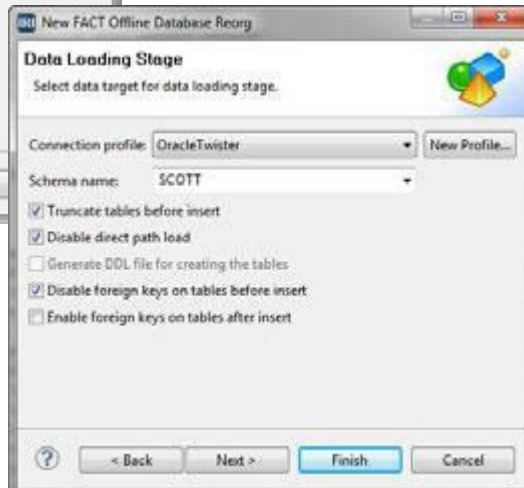 IRI New FACT Offline Database Reorg
Data Loading Stage
Select data target for data loading stage.
Connection profile: OracleTwister New Profile...
Schema name: SCOTT
Truncate tables before insert
Disable direct path load
Generate DDL file for creating the tables
Disable foreign keys on tables before insert
Enable foreign keys on tables after insert
? < Back Next > Finish Cancel